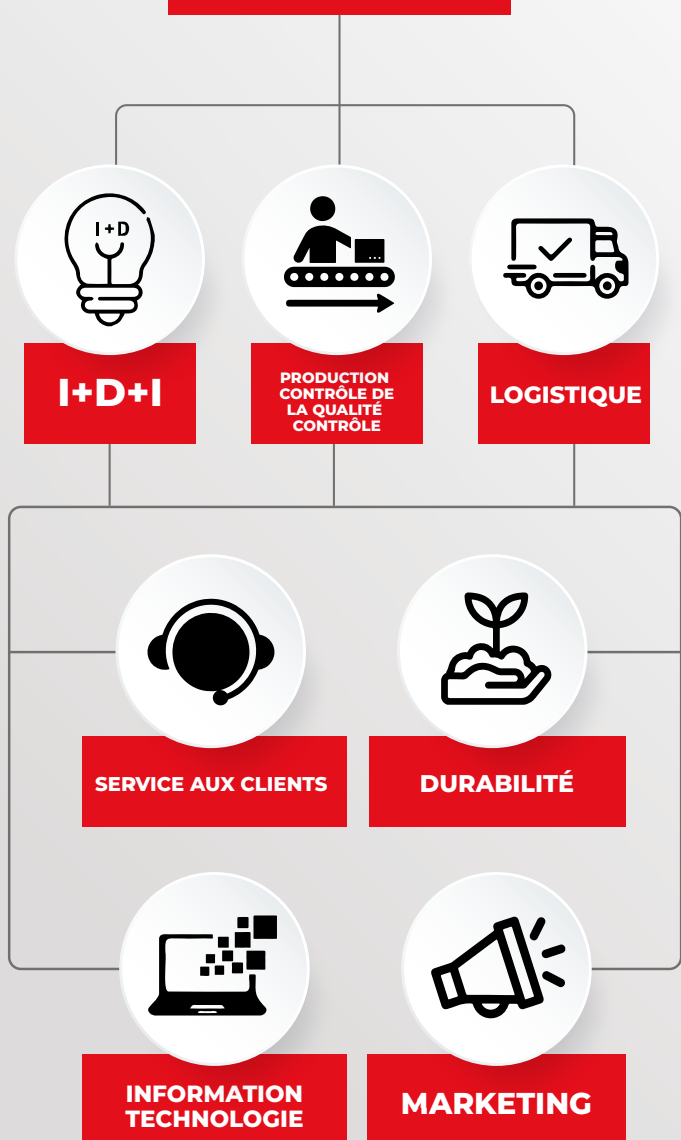 I+D
I+D+I
PRODUCTION
CONTRÔLE DE
LA QUALITÉ
CONTRÔLE
LOGISTIQUE
SERVICE AUX CLIENTS
DURABILITÉ
INFORMATION
TECHNOLOGIE
MARKETING